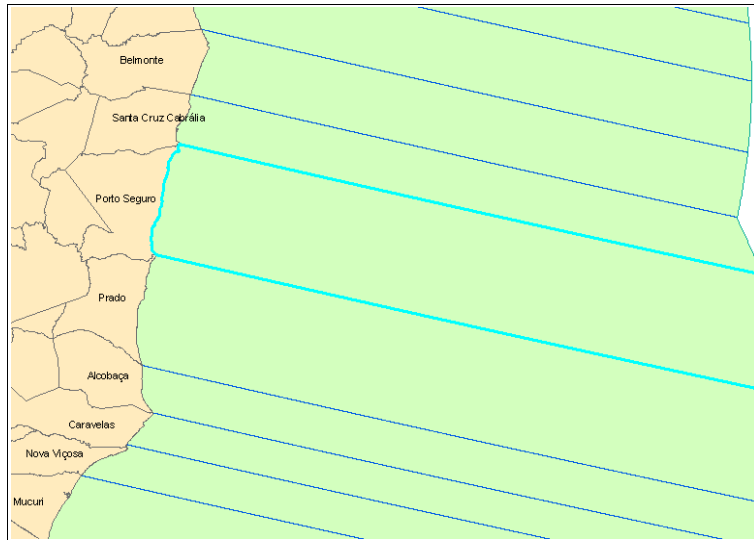 Belmonte
Santa Cruz Cabrália
Porto Seguro
Prado
Alcobaça
Caravelas
Nova Viçosa
Mucuri